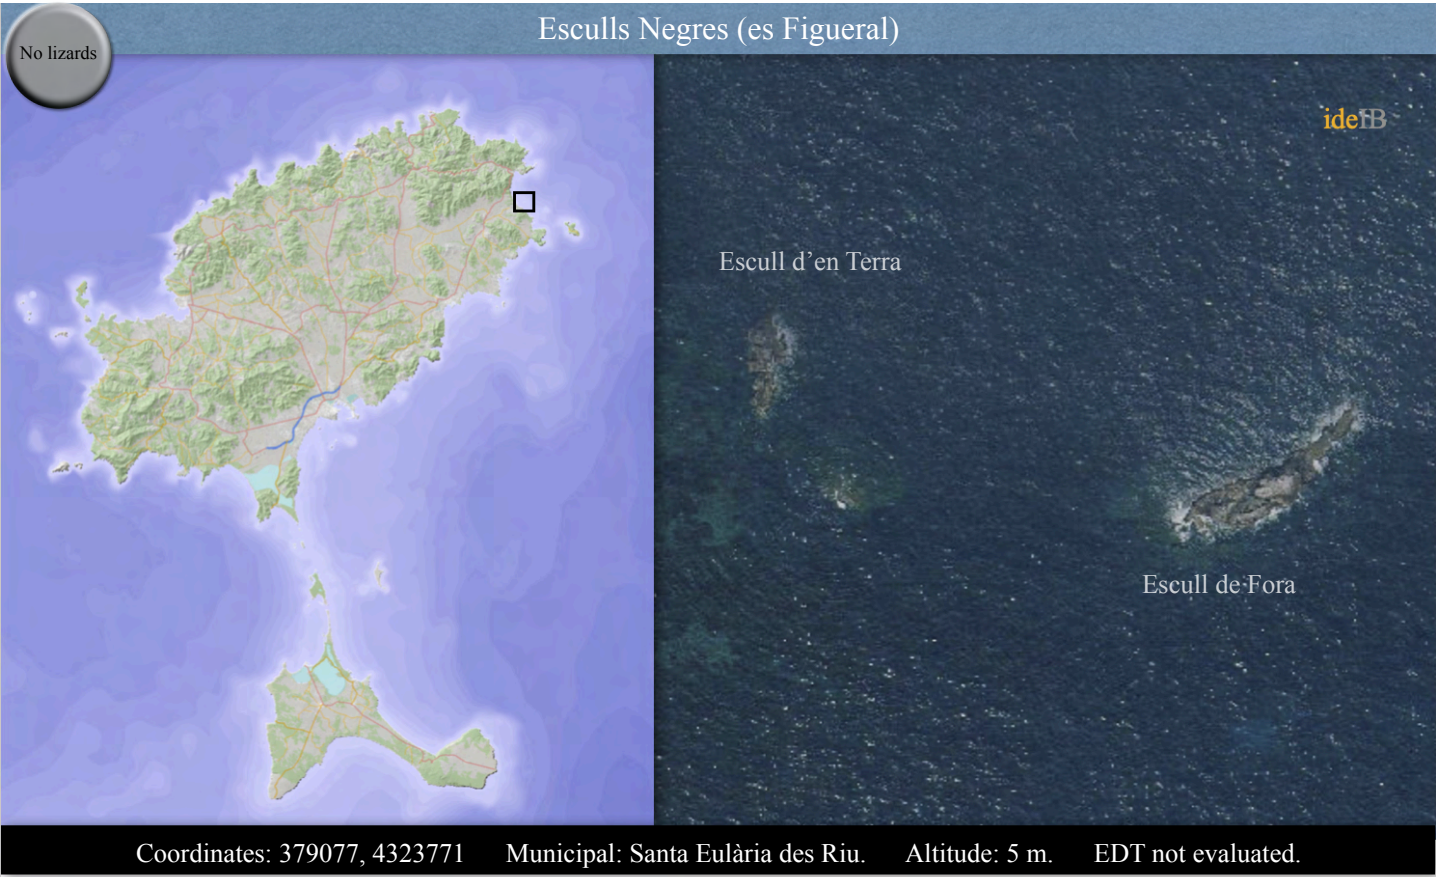 Esculls Negres (es Figueral)
No lizards
ideIB
Escull d’en Terra
Escull de Fora
Coordinates: 379077, 4323771 Municipal: Santa Eulària des Riu. Altitude: 5 m. EDT not evaluated.